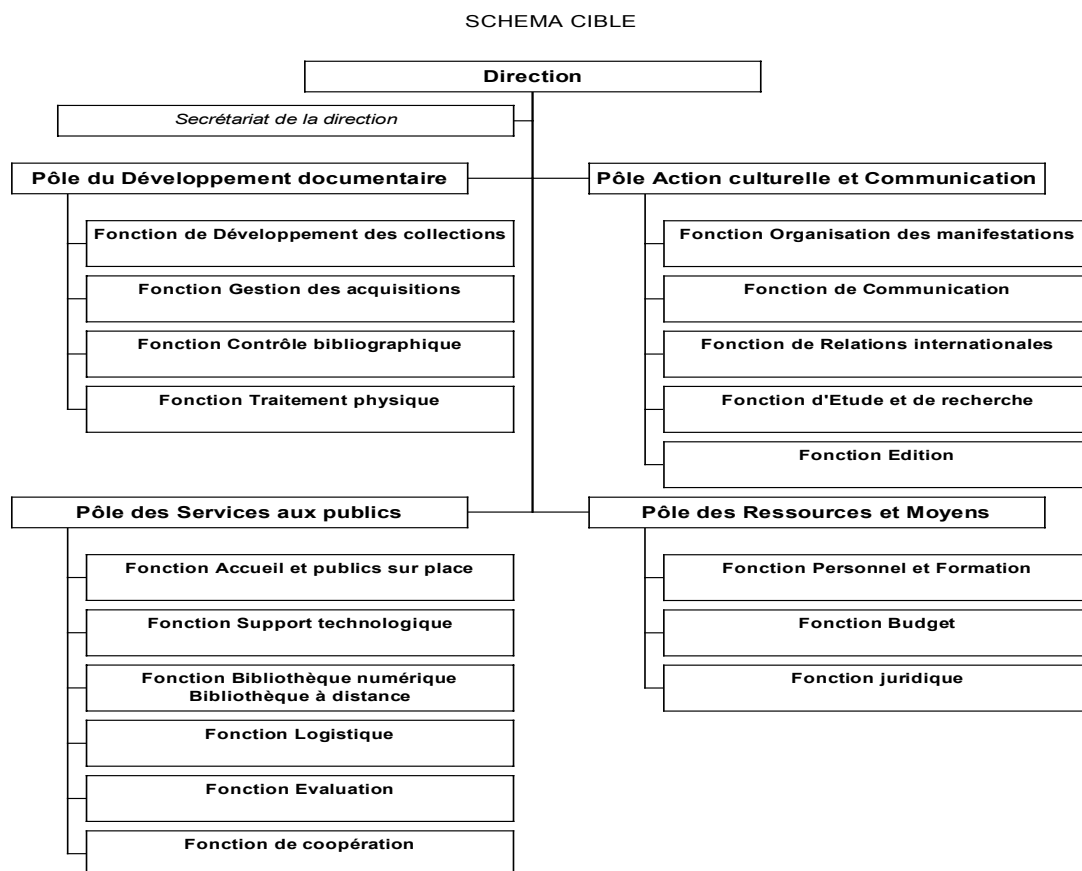 SCHEMA CIBLE
Direction
Secrétariat de la direction
Pôle du Développement documentaire
Fonction de Développement des collections
Fonction Gestion des acquisitions
Fonction Contrôle bibliographique
Fonction Traitement physique
Pôle Action culturelle et Communication
Fonction Organisation des manifestations
Fonction de Communication
Fonction de Relations internationales
Fonction d'Etude et de recherche
Fonction Edition
Pôle des Services aux publics
Fonction Accueil et publics sur place
Fonction Support technologique
Fonction Bibliothèque numérique
Bibliothèque à distance
Fonction Logistique
Fonction Evaluation
Fonction de coopération
Pôle des Ressources et Moyens
Fonction Personnel et Formation
Fonction Budget
Fonction juridique